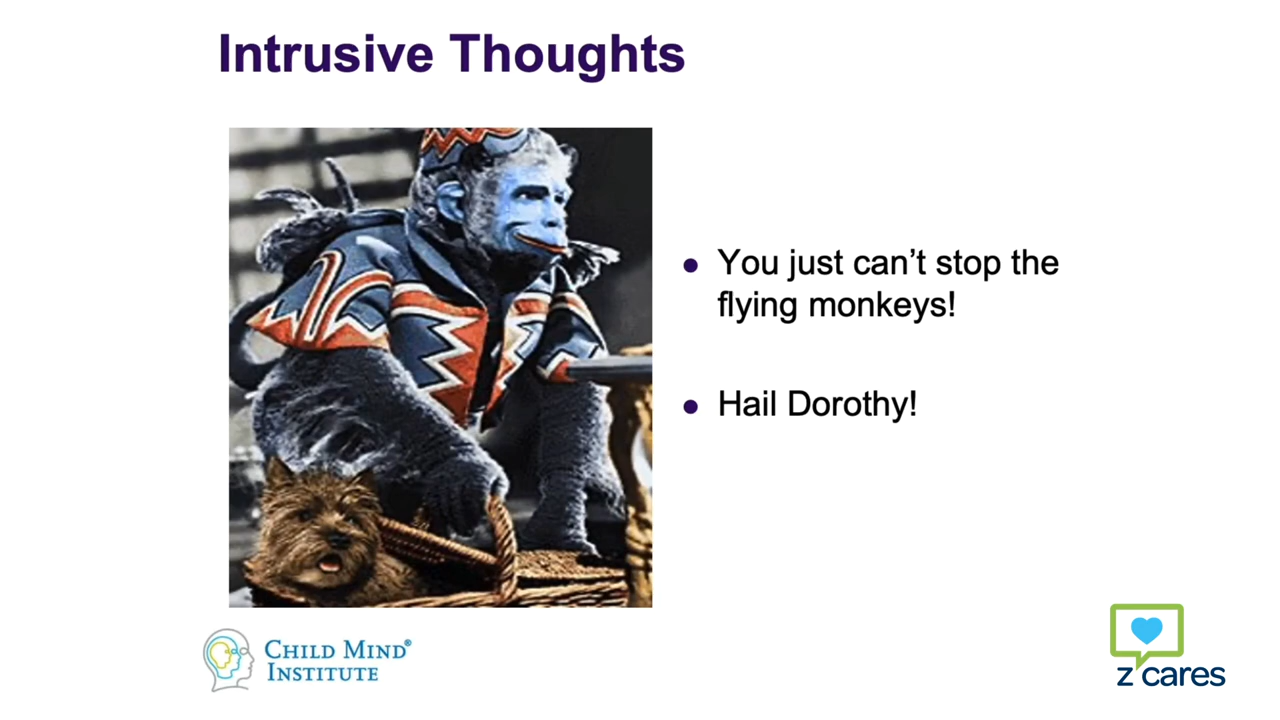 Intrusive Thoughts
You just can’t stop the
flying monkeys!
Hail Dorothy!
CHILD MIND®
INSTITUTE
z cares